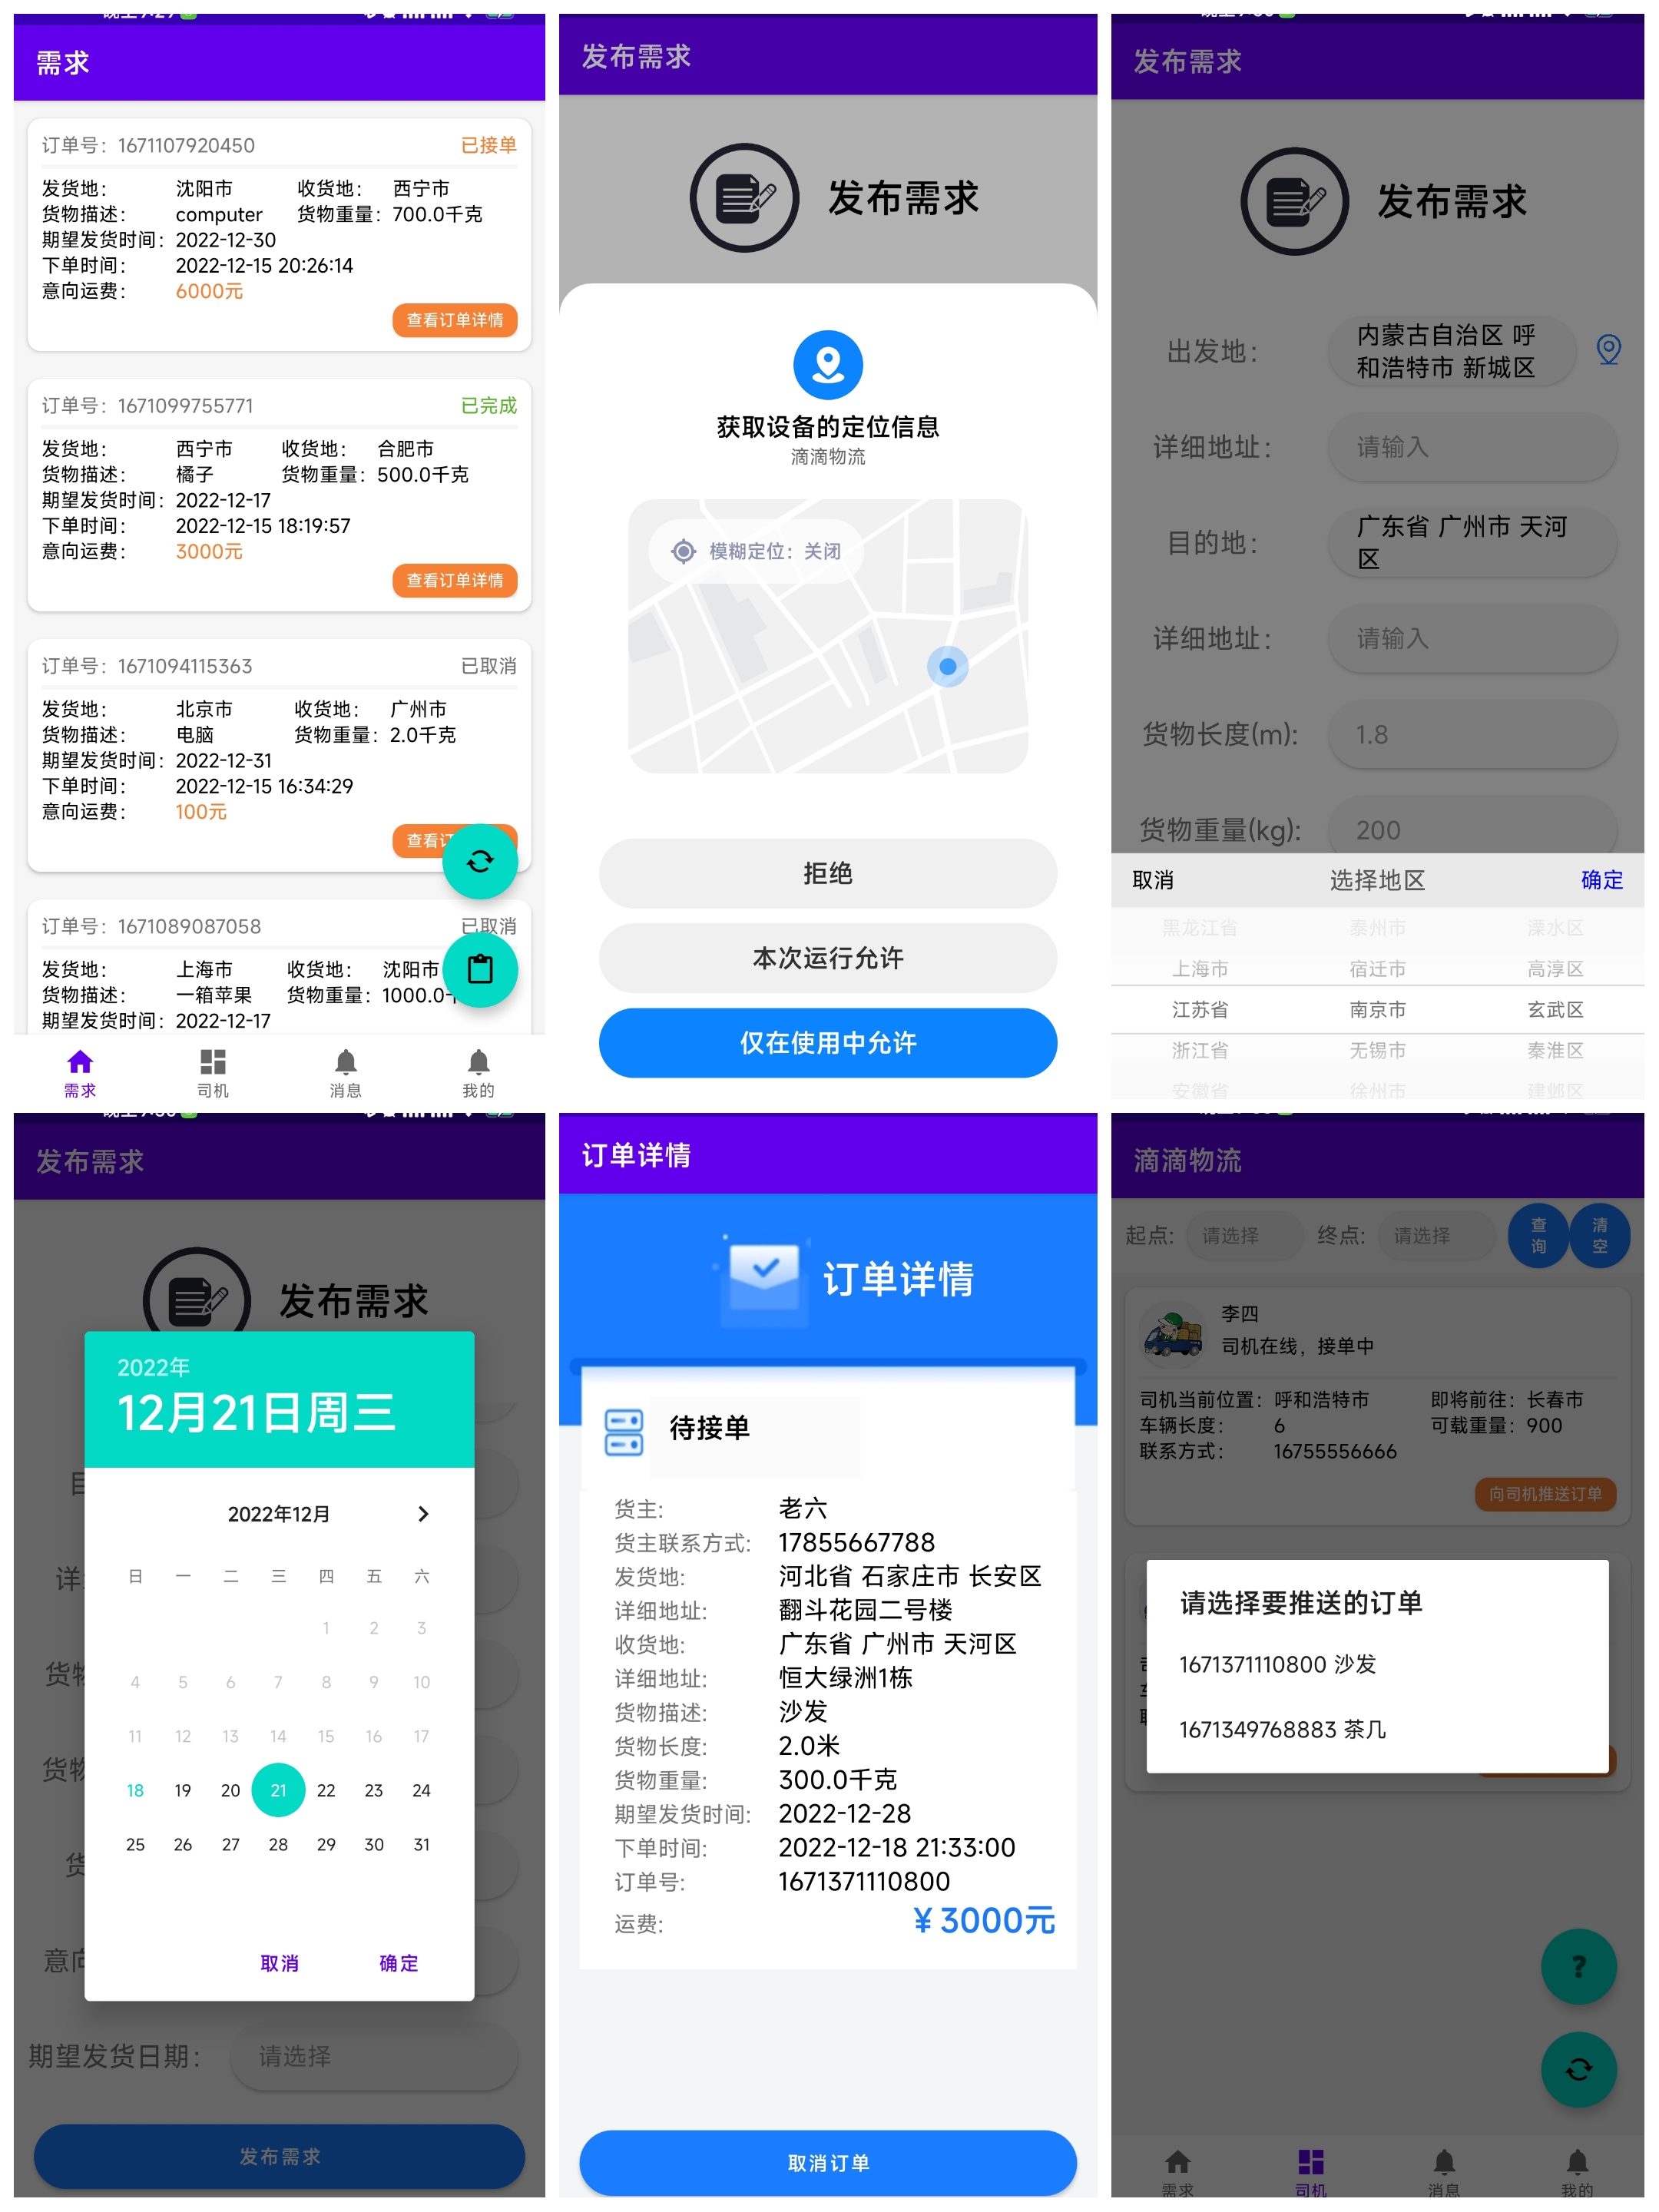 需求
订单号：1671107920450 已接单
发货地： 沈阳市 收货地： 西宁市
货物描述： computer 货物重量：700.0千克
期望发货时间：2022-12-30
下单时间： 2022-12-15 20:26:14
意向运费： 6000元
查看订单详情
订单号：1671099755771 已完成
发货地： 西宁市 收货地： 合肥市
货物描述： 橘子 货物重量：500.0千克
期望发货时间：2022-12-17
下单时间： 2022-12-15 18:19:57
意向运费： 3000元
查看订单详情
订单号：1671094115363 已取消
发货地： 北京市 收货地： 广州市
货物描述： 电脑 货物重量：2.0千克
期望发货时间：2022-12-31
下单时间： 2022-12-15 16:34:29
意向运费： 100元
查看订
订单号：1671089087058 已取消
发货地： 上海市 收货地： 沈阳市
货物描述： 一箱苹果 货物重量：1000.0
期望发货时间：2022-12-17
需求 司机 消息 我的
发布需求
发布需求
获取设备的定位信息
滴滴物流
模糊定位：关闭
拒绝
本次运行允许
仅在使用中允许
发布需求
发布需求
出发地： 内蒙古自治区 呼
和浩特市 新城区
详细地址： 请输入
目的地： 广东省 广州市 天河
区
详细地址： 请输入
货物长度(m): 1.8
货物重量(kg): 200
取消 选择地区 确定
黑龙江省 泰州市 溧水区
上海市 宿迁市 高淳区
江苏省 南京市 玄武区
浙江省 无锡市 秦淮区
安徽省 徐州市 建邺区
发布需求
发布需求
2022年
12月21日周三
2022年12月
日 一 二 三 四 五 六
1 2 3
4 5 6 7 8 9 10
11 12 13 14 15 16 17
18 19 20 21 22 23 24
25 26 27 28 29 30 31
取消 确定
期望发货日期： 请选择
发布需求
订单详情
订单详情
待接单
货主: 老六
货主联系方式: 17855667788
发货地: 河北省 石家庄市 长安区
详细地址: 翻斗花园二号楼
收货地: 广东省 广州市 天河区
详细地址: 恒大绿洲1栋
货物描述: 沙发
货物长度: 2.0米
货物重量: 300.0千克
期望发货时间: 2022-12-28
下单时间: 2022-12-18 21:33:00
订单号: 1671371110800
运费: ¥3000元
取消订单
滴滴物流
起点: 请选择 终点: 请选择 查询 清空
李四
司机在线，接单中
司机当前位置：呼和浩特市 即将前往：长春市
车辆长度： 6 可载重量：900
联系方式： 16755556666
向司机推送订单
请选择要推送的订单
1671371110800 沙发
1671349768883 茶几
?
需求 司机 消息 我的